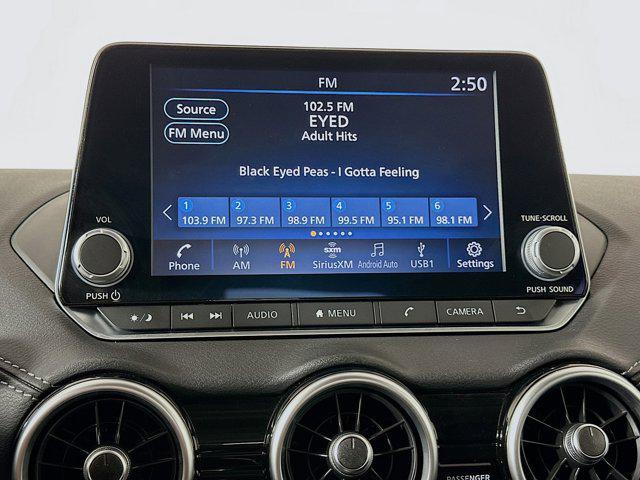 FM
2:50
Source
102.5 FM
EYED
FM Menu
Adult Hits
Black Eyed Peas - I Gotta Feeling
1 2 3 4 5 6
103.9 FM 97.3 FM 98.9 FM 99.5 FM 95.1 FM 98.1 FM
sxm
Phone AM FM SiriusXM Android Auto USB1 Settings
VOL
PUSH
TUNE·SCROLL
PUSH SOUND
AUDIO MENU CAMERA
PASSENGER